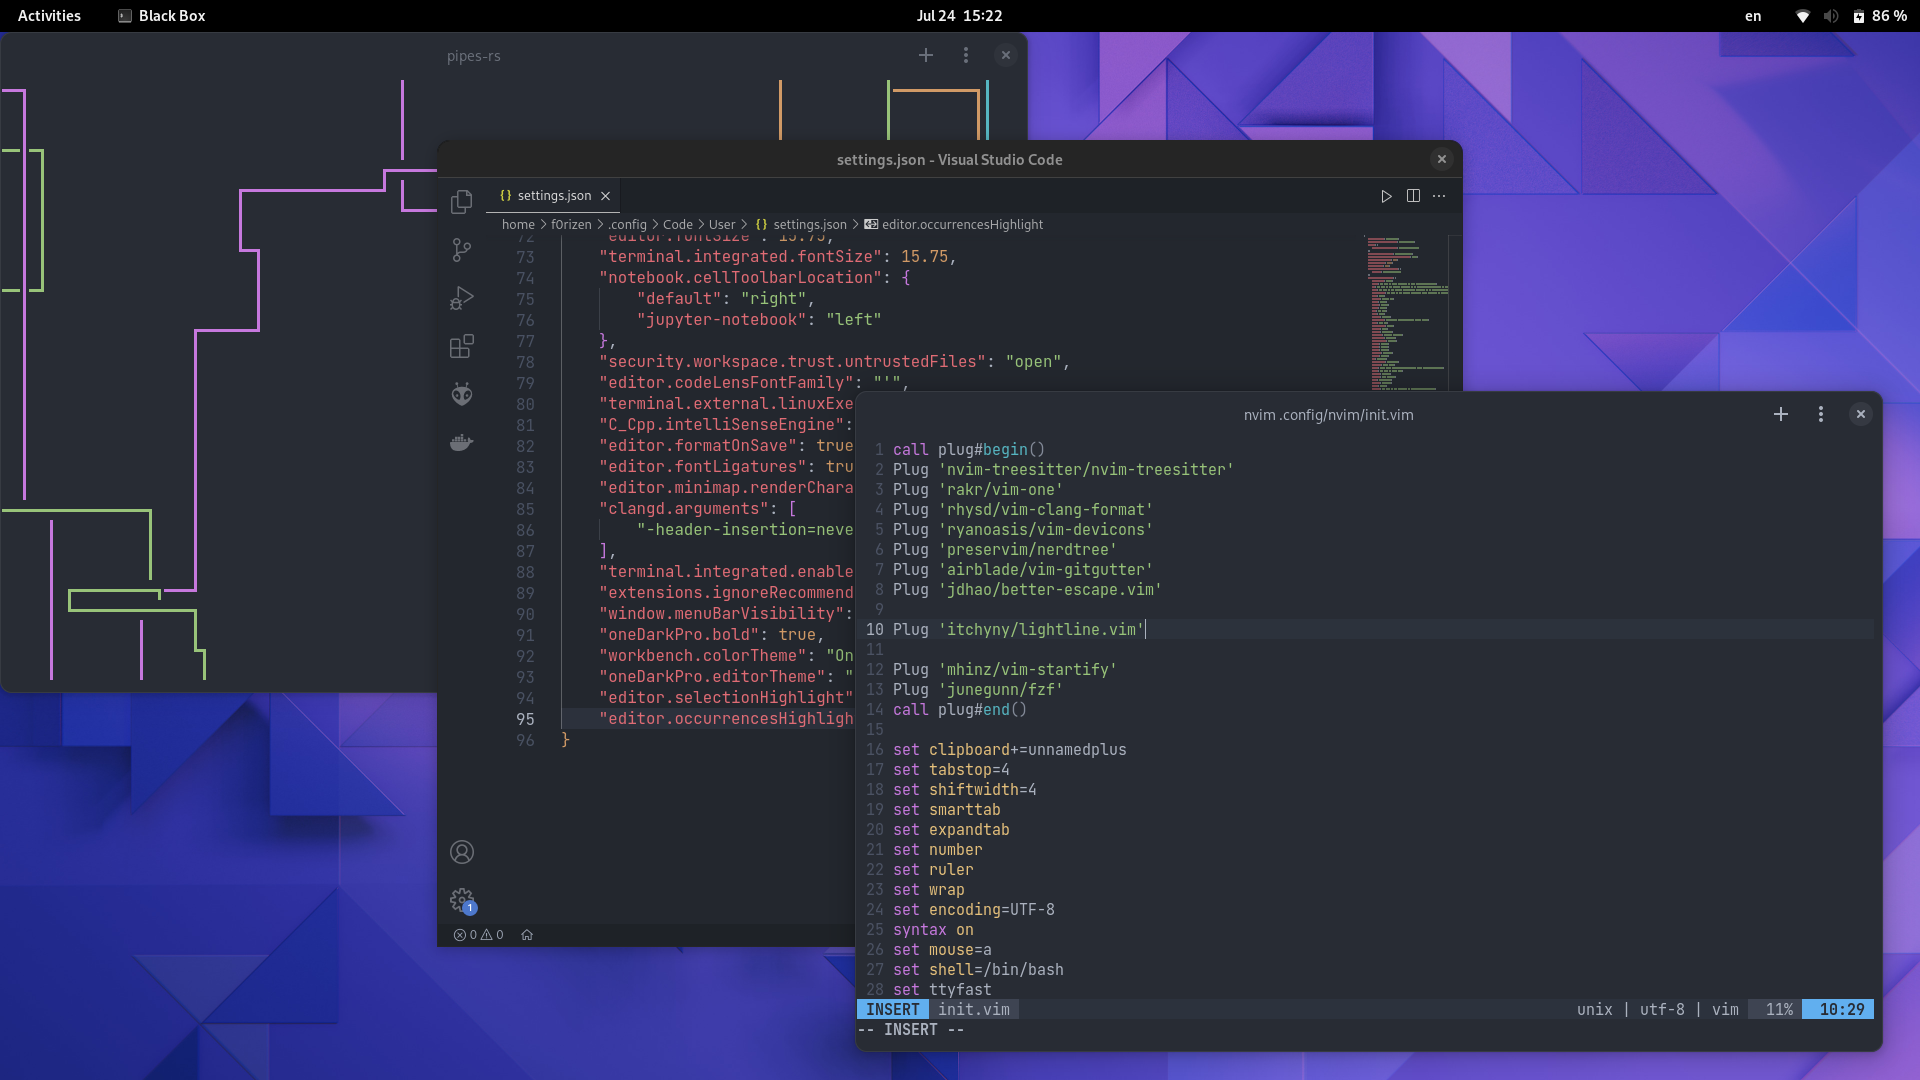 Activities
Black Box
Jul 24 15:22
en
86 %
pipes-rs
settings.json - Visual Studio Code
{} settings.json
home > f0rizen > .config > Code > User > {} settings.json > editor.occurrencesHighlight
72 "editor.fontSize": 15.75,
73 "terminal.integrated.fontSize": 15.75,
74 "notebook.cellToolbarLocation": {
75 "default": "right",
76 "jupyter-notebook": "left"
77 },
78 "security.workspace.trust.untrustedFiles": "open",
79 "editor.codeLensFontFamily": "'",
80 "terminal.external.linuxExe
81 "C_Cpp.intelliSenseEngine":
82 "editor.formatOnSave": true
83 "editor.fontLigatures": tru
84 "editor.minimap.renderChara
85 "clangd.arguments": [
86 "-header-insertion=neve
87 ],
88 "terminal.integrated.enable
89 "extensions.ignoreRecommend
90 "window.menuBarVisibility":
91 "oneDarkPro.bold": true,
92 "workbench.colorTheme": "On
93 "oneDarkPro.editorTheme": "
94 "editor.selectionHighlight"
95 "editor.occurrencesHighligh
96 }
1
0 0
nvim .config/nvim/init.vim
1 call plug#begin()
2 Plug 'nvim-treesitter/nvim-treesitter'
3 Plug 'rakr/vim-one'
4 Plug 'rhysd/vim-clang-format'
5 Plug 'ryanoasis/vim-devicons'
6 Plug 'preservim/nerdtree'
7 Plug 'airblade/vim-gitgutter'
8 Plug 'jdhao/better-escape.vim'
9
10 Plug 'itchyny/lightline.vim'
11
12 Plug 'mhinz/vim-startify'
13 Plug 'junegunn/fzf'
14 call plug#end()
15
16 set clipboard+=unnamedplus
17 set tabstop=4
18 set shiftwidth=4
19 set smarttab
20 set expandtab
21 set number
22 set ruler
23 set wrap
24 set encoding=UTF-8
25 syntax on
26 set mouse=a
27 set shell=/bin/bash
28 set ttyfast
INSERT init.vim unix | utf-8 | vim 11% 10:29
-- INSERT --